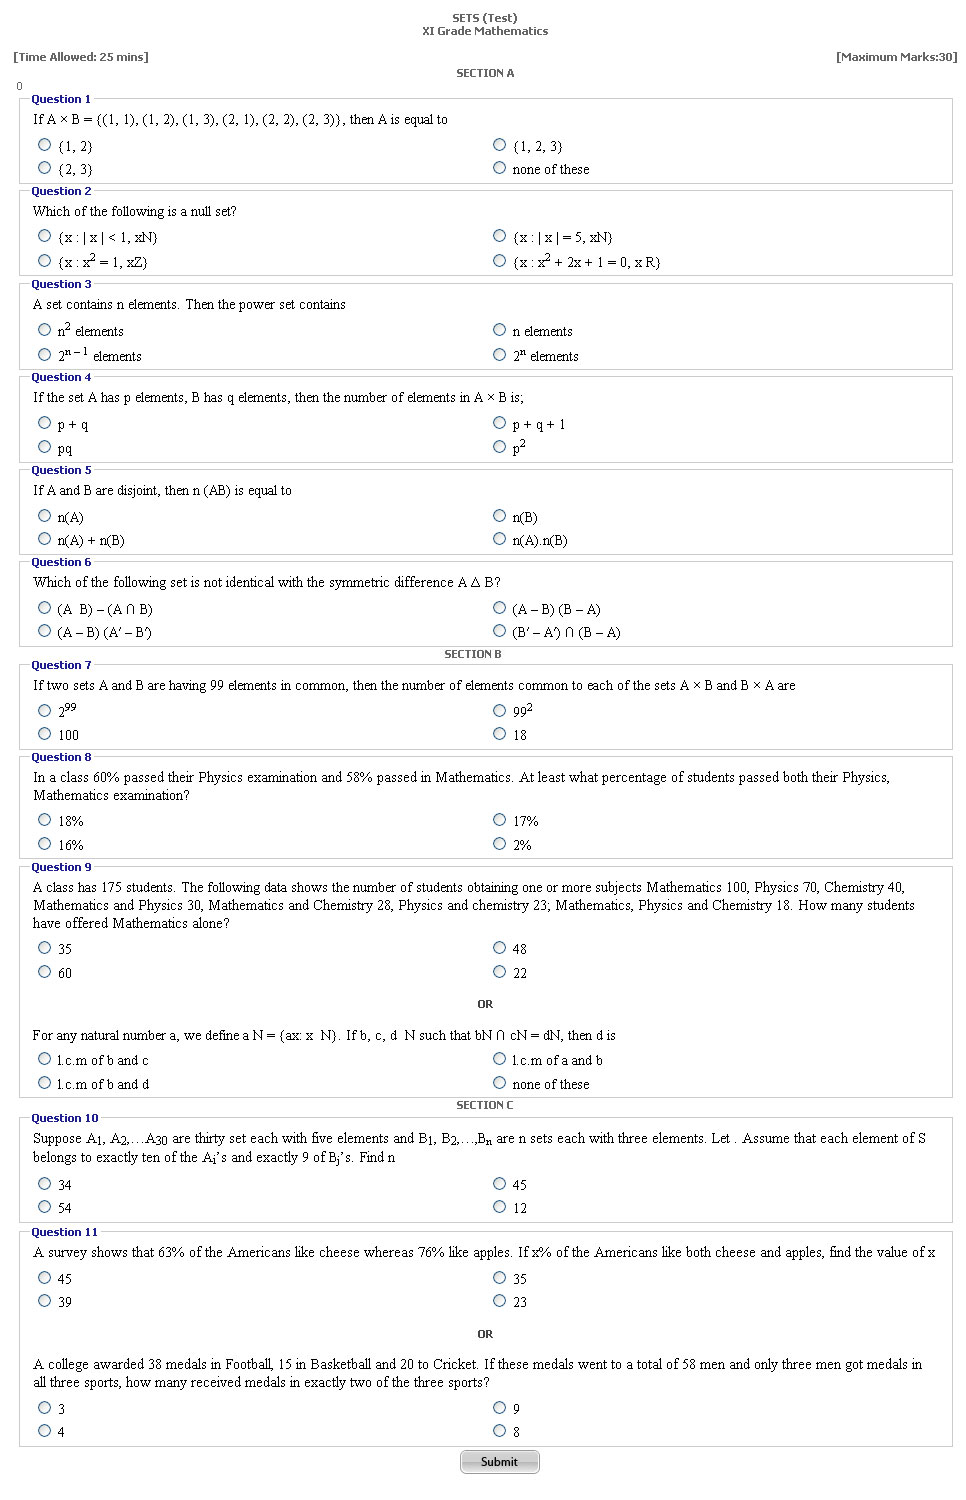 SETS (Test)
XI Grade Mathematics
[Time Allowed: 25 mins] [Maximum Marks:30]
SECTION A
0
Question 1
If A × B = {(1, 1), (1, 2), (1, 3), (2, 1), (2, 2), (2, 3)}, then A is equal to
{1, 2} {1, 2, 3}
{2, 3} none of these
Question 2
Which of the following is a null set?
{x : | x | < 1, xN} {x : | x | = 5, xN}
{x : x² = 1, xZ} {x : x² + 2x + 1 = 0, x R}
Question 3
A set contains n elements. Then the power set contains
n² elements n elements
2ⁿ⁻¹ elements 2ⁿ elements
Question 4
If the set A has p elements, B has q elements, then the number of elements in A × B is;
p + q p + q + 1
pq p²
Question 5
If A and B are disjoint, then n (AB) is equal to
n(A) n(B)
n(A) + n(B) n(A).n(B)
Question 6
Which of the following set is not identical with the symmetric difference A Δ B?
(A B) – (A ∩ B) (A – B) (B – A)
(A – B) (A′ – B′) (B′ – A′) ∩ (B – A)
SECTION B
Question 7
If two sets A and B are having 99 elements in common, then the number of elements common to each of the sets A × B and B × A are
2⁹⁹ 99²
100 18
Question 8
In a class 60% passed their Physics examination and 58% passed in Mathematics. At least what percentage of students passed both their Physics,
Mathematics examination?
18% 17%
16% 2%
Question 9
A class has 175 students. The following data shows the number of students obtaining one or more subjects Mathematics 100, Physics 70, Chemistry 40,
Mathematics and Physics 30, Mathematics and Chemistry 28, Physics and chemistry 23; Mathematics, Physics and Chemistry 18. How many students
have offered Mathematics alone?
35 48
60 22
OR
For any natural number a, we define a N = {ax: x N}. If b, c, d N such that bN ∩ cN = dN, then d is
l.c.m of b and c l.c.m of a and b
l.c.m of b and d none of these
SECTION C
Question 10
Suppose A₁, A₂,…A₃₀ are thirty set each with five elements and B₁, B₂,…,Bₙ are n sets each with three elements. Let . Assume that each element of S
belongs to exactly ten of the Aᵢ’s and exactly 9 of Bⱼ’s. Find n
34 45
54 12
Question 11
A survey shows that 63% of the Americans like cheese whereas 76% like apples. If x% of the Americans like both cheese and apples, find the value of x
45 35
39 23
OR
A college awarded 38 medals in Football, 15 in Basketball and 20 to Cricket. If these medals went to a total of 58 men and only three men got medals in
all three sports, how many received medals in exactly two of the three sports?
3 9
4 8
Submit